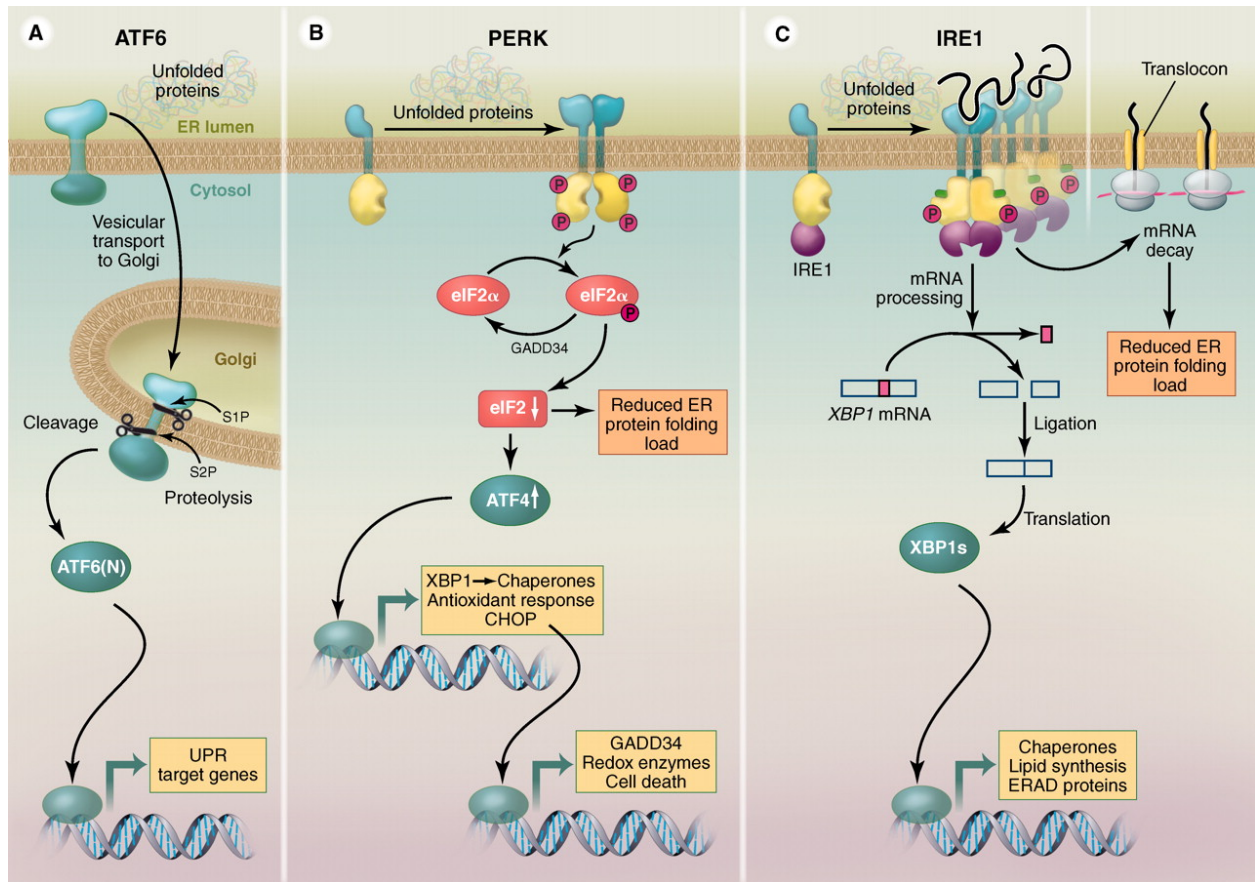 A
ATF6
Unfolded
proteins
ER lumen
Cytosol
Vesicular
transport
to Golgi
Golgi
S1P
Cleavage
S2P
Proteolysis
ATF6(N)
UPR
target genes
B
PERK
Unfolded proteins
P
P
P
P
eIF2α
eIF2α
P
GADD34
eIF2
Reduced ER
protein folding
load
ATF4
XBP1→Chaperones
Antioxidant response
CHOP
GADD34
Redox enzymes
Cell death
C
IRE1
Unfolded
proteins
Translocon
P
P
P
P
IRE1
mRNA
decay
mRNA
processing
Reduced ER
protein folding
load
XBP1 mRNA
Ligation
Translation
XBP1s
Chaperones
Lipid synthesis
ERAD proteins